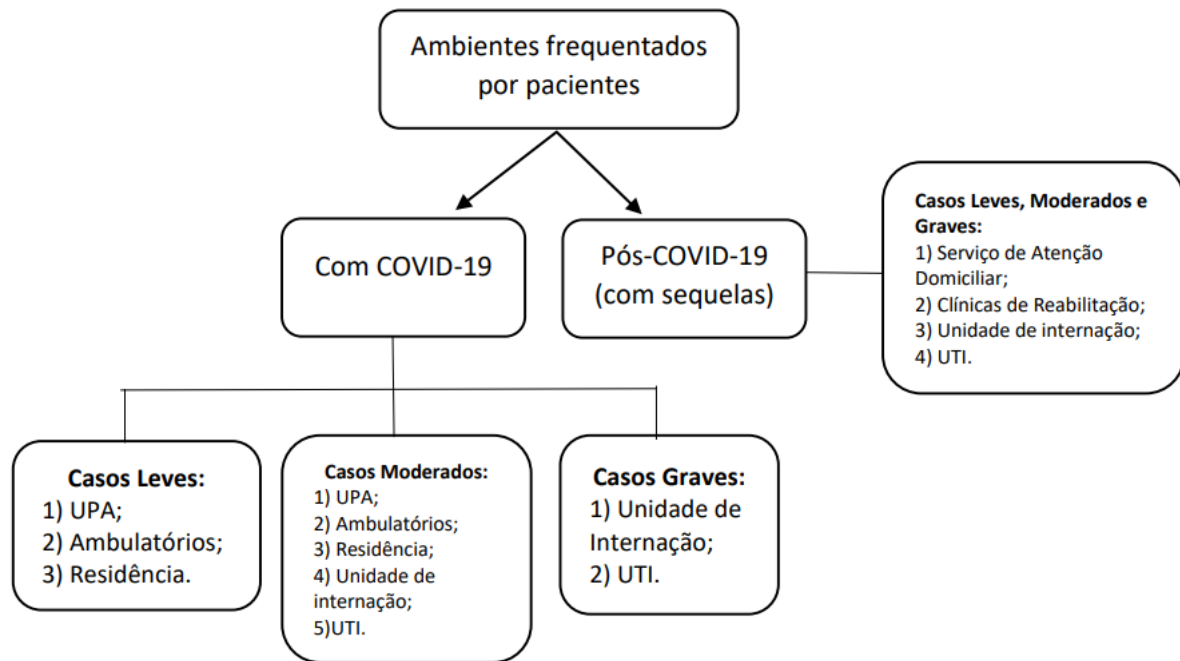 Ambientes frequentados
por pacientes
Com COVID-19
Pós-COVID-19
(com sequelas)
Casos Leves, Moderados e
Graves:
1) Serviço de Atenção
Domiciliar;
2) Clínicas de Reabilitação;
3) Unidade de internação;
4) UTI.
Casos Leves:
1) UPA;
2) Ambulatórios;
3) Residência.
Casos Moderados:
1) UPA;
2) Ambulatórios;
3) Residência;
4) Unidade de
internação;
5)UTI.
Casos Graves:
1) Unidade de
Internação;
2) UTI.